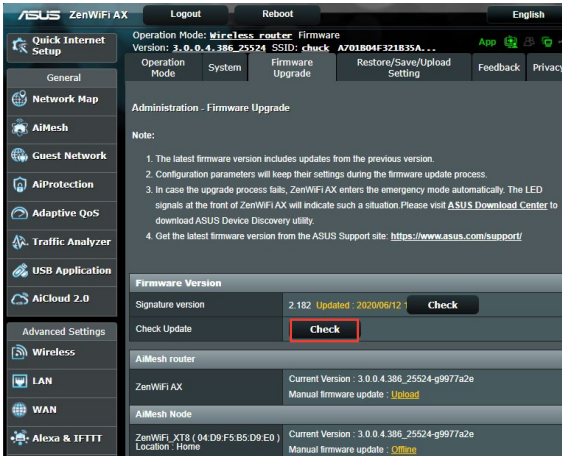 ASUS ZenWiFi AX Logout Reboot English
Quick Internet Setup
Operation Mode: Wireless router Firmware
Version: 3.0.0.4.386_25524 SSID: chuck A701B04F321B35A...
App
Operation Mode System Firmware Upgrade Restore/Save/Upload Setting Feedback Privacy
General
Network Map
AiMesh
Guest Network
AiProtection
Adaptive QoS
Traffic Analyzer
USB Application
AiCloud 2.0
Advanced Settings
Wireless
LAN
WAN
Alexa & IFTTT
Administration - Firmware Upgrade
Note:
1. The latest firmware version includes updates from the previous version.
2. Configuration parameters will keep their settings during the firmware update process.
3. In case the upgrade process fails, ZenWiFi AX enters the emergency mode automatically. The LED
signals at the front of ZenWiFi AX will indicate such a situation.Please visit ASUS Download Center to
download ASUS Device Discovery utility.
4. Get the latest firmware version from the ASUS Support site: https://www.asus.com/support/
Firmware Version
Signature version 2.182 Updated : 2020/06/12 Check
Check Update Check
AiMesh router
ZenWiFi AX
Current Version : 3.0.0.4.386_25524-g9977a2e
Manual firmware update : Upload
AiMesh Node
ZenWiFi_XT8 ( 04:D9:F5:B5:D9:E0 )
Location : Home
Current Version : 3.0.0.4.386_25524-g9977a2e
Manual firmware update : Offline